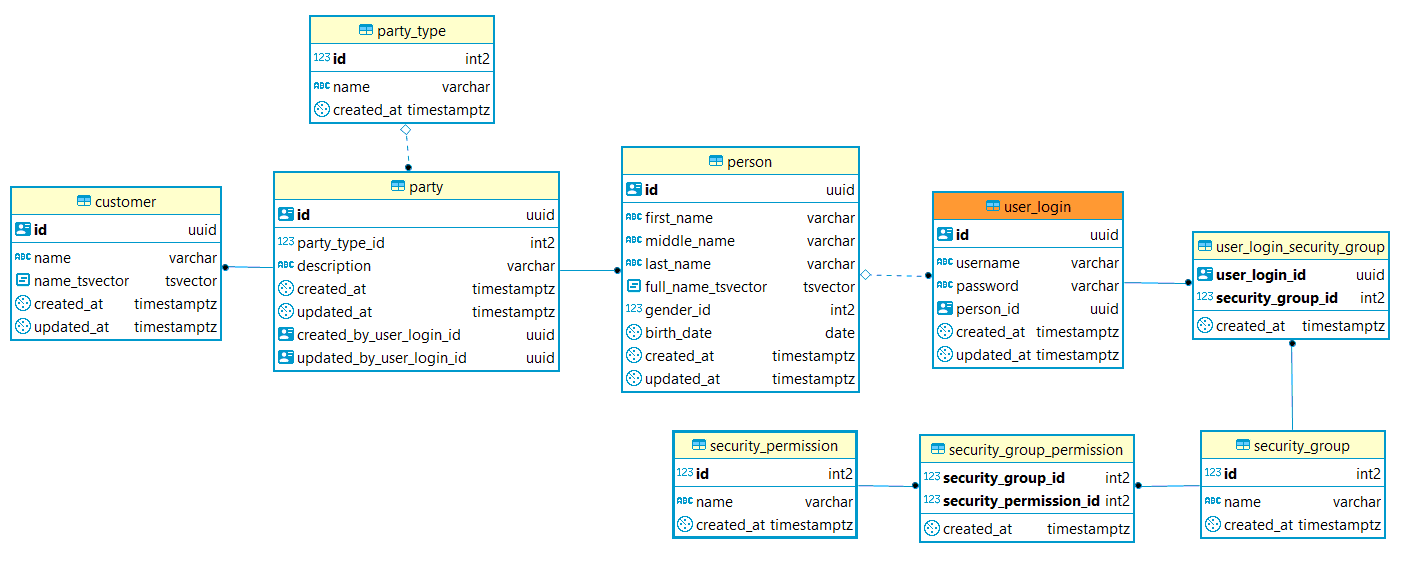 party_type
123 id int2
ABC name varchar
created_at timestamptz
customer
id uuid
ABC name varchar
name_tsvector tsvector
created_at timestamptz
updated_at timestamptz
party
id uuid
123 party_type_id int2
ABC description varchar
created_at timestamptz
updated_at timestamptz
created_by_user_login_id uuid
updated_by_user_login_id uuid
person
id uuid
ABC first_name varchar
ABC middle_name varchar
ABC last_name varchar
full_name_tsvector tsvector
123 gender_id int2
birth_date date
created_at timestamptz
updated_at timestamptz
user_login
id uuid
ABC username varchar
ABC password varchar
person_id uuid
created_at timestamptz
updated_at timestamptz
user_login_security_group
user_login_id uuid
123 security_group_id int2
created_at timestamptz
security_permission
123 id int2
ABC name varchar
created_at timestamptz
security_group_permission
123 security_group_id int2
123 security_permission_id int2
created_at timestamptz
security_group
123 id int2
ABC name varchar
created_at timestamptz